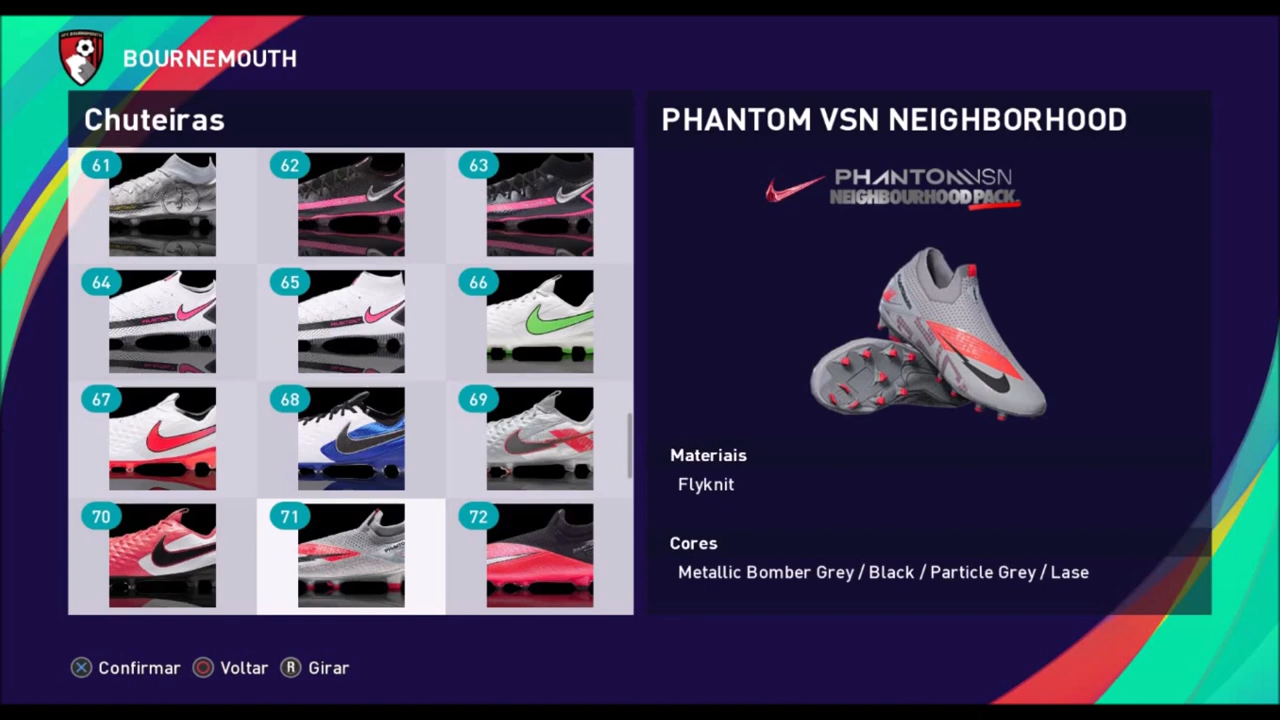 BOURNEMOUTH
Chuteiras
61
62
63
64
65
66
67
68
69
70
71
72
PHANTOM VSN NEIGHBORHOOD
PHANTOM VSN
NEIGHBOURHOOD PACK.
Materiais
Flyknit
Cores
Metallic Bomber Grey / Black / Particle Grey / Lase
Confirmar
Voltar
R Girar